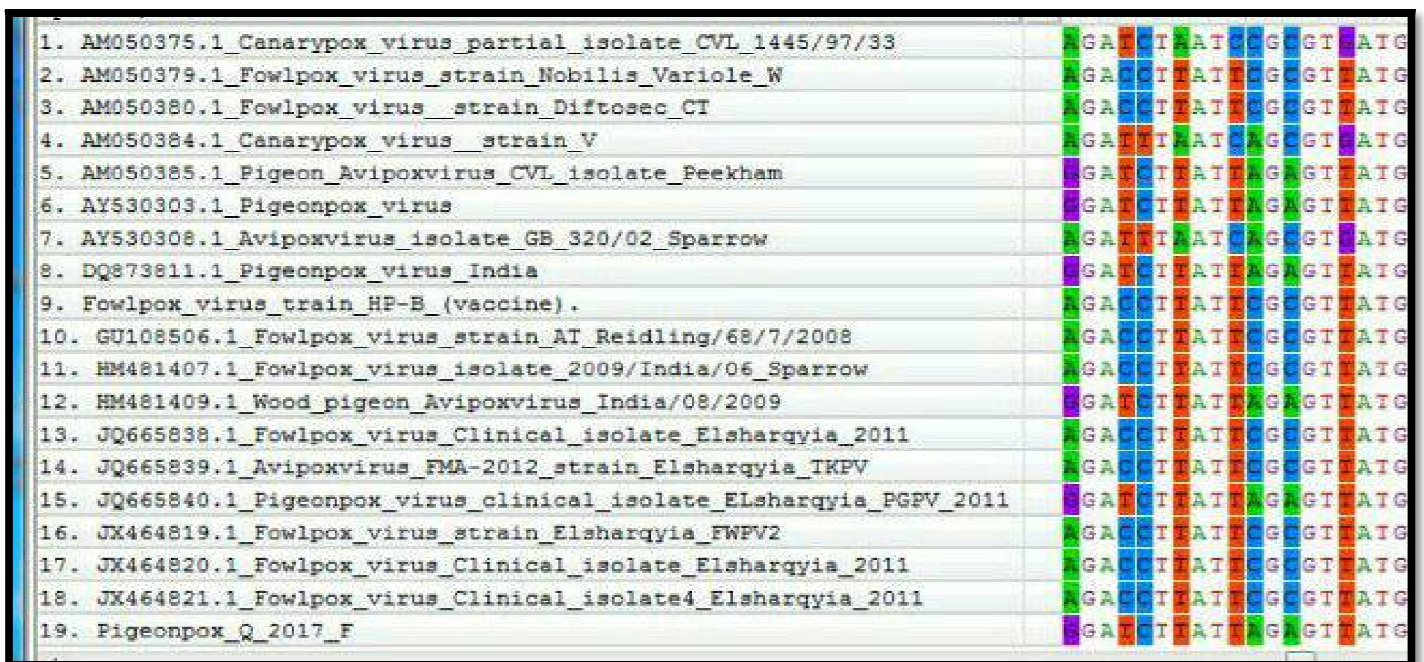 1. AM050375.1_Canarypox_virus_partial_isolate_CVL_1445/97/33 AGATCTAATCCGCGTGATG
2. AM050379.1_Fowlpox_virus_strain_Nobilis_Variole_W AGACCTTATTCGCGTTATG
3. AM050380.1_Fowlpox_virus__strain_Diftosec_CT AGACCTTATTCGCGTTATG
4. AM050384.1_Canarypox_virus__strain_V AGATTTAATCAGCGTGATG
5. AM050385.1_Pigeon_Avipoxvirus_CVL_isolate_Peekham GGATCTTATTAGAGTTATG
6. AY530303.1_Pigeonpox_virus GGATCTTATTAGAGTTATG
7. AY530308.1_Avipoxvirus_isolate_GB_320/02_Sparrow AGATTTAATCAGCGTGATG
8. DQ873811.1_Pigeonpox_virus_India GGATCTTATTAGAGTTATG
9. Fowlpox_virus_train_HP-B_(vaccine). AGACCTTATTCGCGTTATG
10. GU108506.1_Fowlpox_virus_strain_AT_Reidling/68/7/2008 AGACCTTATTCGCGTTATG
11. HM481407.1_Fowlpox_virus_isolate_2009/India/06_Sparrow AGACCTTATTCGCGTTATG
12. HM481409.1_Wood_pigeon_Avipoxvirus_India/08/2009 GGATCTTATTAGAGTTATG
13. JQ665838.1_Fowlpox_virus_Clinical_isolate_Elsharqyia_2011 AGACCTTATTCGCGTTATG
14. JQ665839.1_Avipoxvirus_FMA-2012_strain_Elsharqyia_TKPV AGACCTTATTCGCGTTATG
15. JQ665840.1_Pigeonpox_virus_clinical_isolate_ELsharqyia_PGPV_2011 GGATCTTATTAGAGTTATG
16. JX464819.1_Fowlpox_virus_strain_Elsharqyia_FWPV2 AGACCTTATTCGCGTTATG
17. JX464820.1_Fowlpox_virus_Clinical_isolate_Elsharqyia_2011 AGACCTTATTCGCGTTATG
18. JX464821.1_Fowlpox_virus_Clinical_isolate4_Elsharqyia_2011 AGACCTTATTCGCGTTATG
19. Pigeonpox_Q_2017_F GGATCTTATTAGAGTTATG